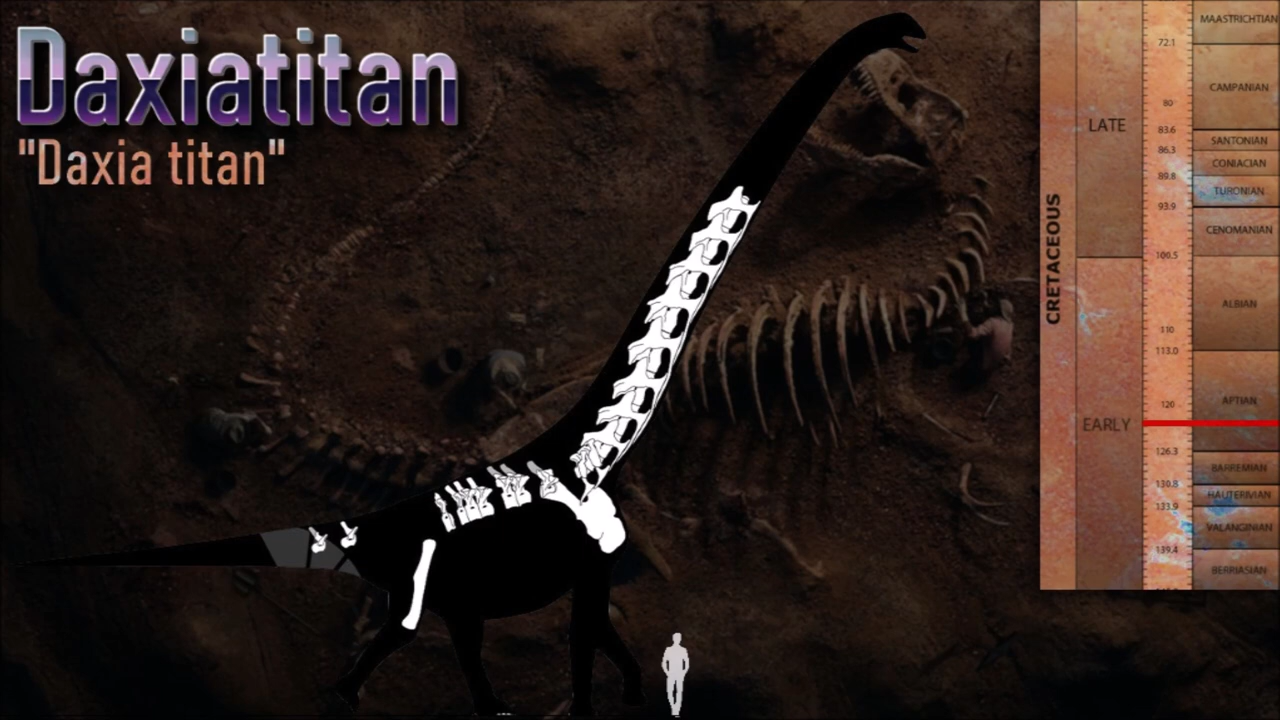 Daxiatitan
"Daxia titan"
CRETACEOUS
LATE
EARLY
72.1
80
83.6
86.3
89.8
93.9
100.5
110
113.0
120
126.3
130.8
133.9
139.4
MAASTRICHTIAN
CAMPANIAN
SANTONIAN
CONIACIAN
TURONIAN
CENOMANIAN
ALBIAN
APTIAN
BARREMIAN
HAUTERIVIAN
VALANGINIAN
BERRIASIAN